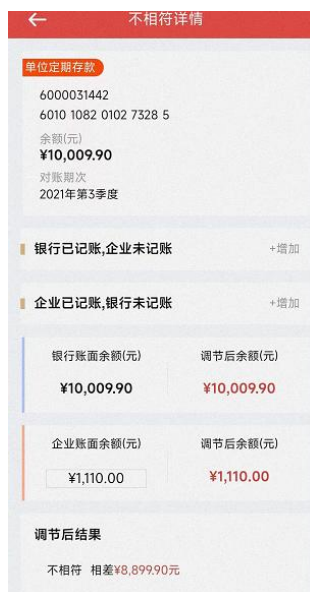 不相符详情
单位定期存款
6000031442
6010 1082 0102 7328 5
余额(元)
¥10,009.90
对账期次
2021年第3季度
银行已记账,企业未记账 +增加
企业已记账,银行未记账 +增加
银行账面余额(元) 调节后余额(元)
¥10,009.90 ¥10,009.90
企业账面余额(元) 调节后余额(元)
¥1,110.00 ¥1,110.00
调节后结果
不相符 相差¥8,899.90元